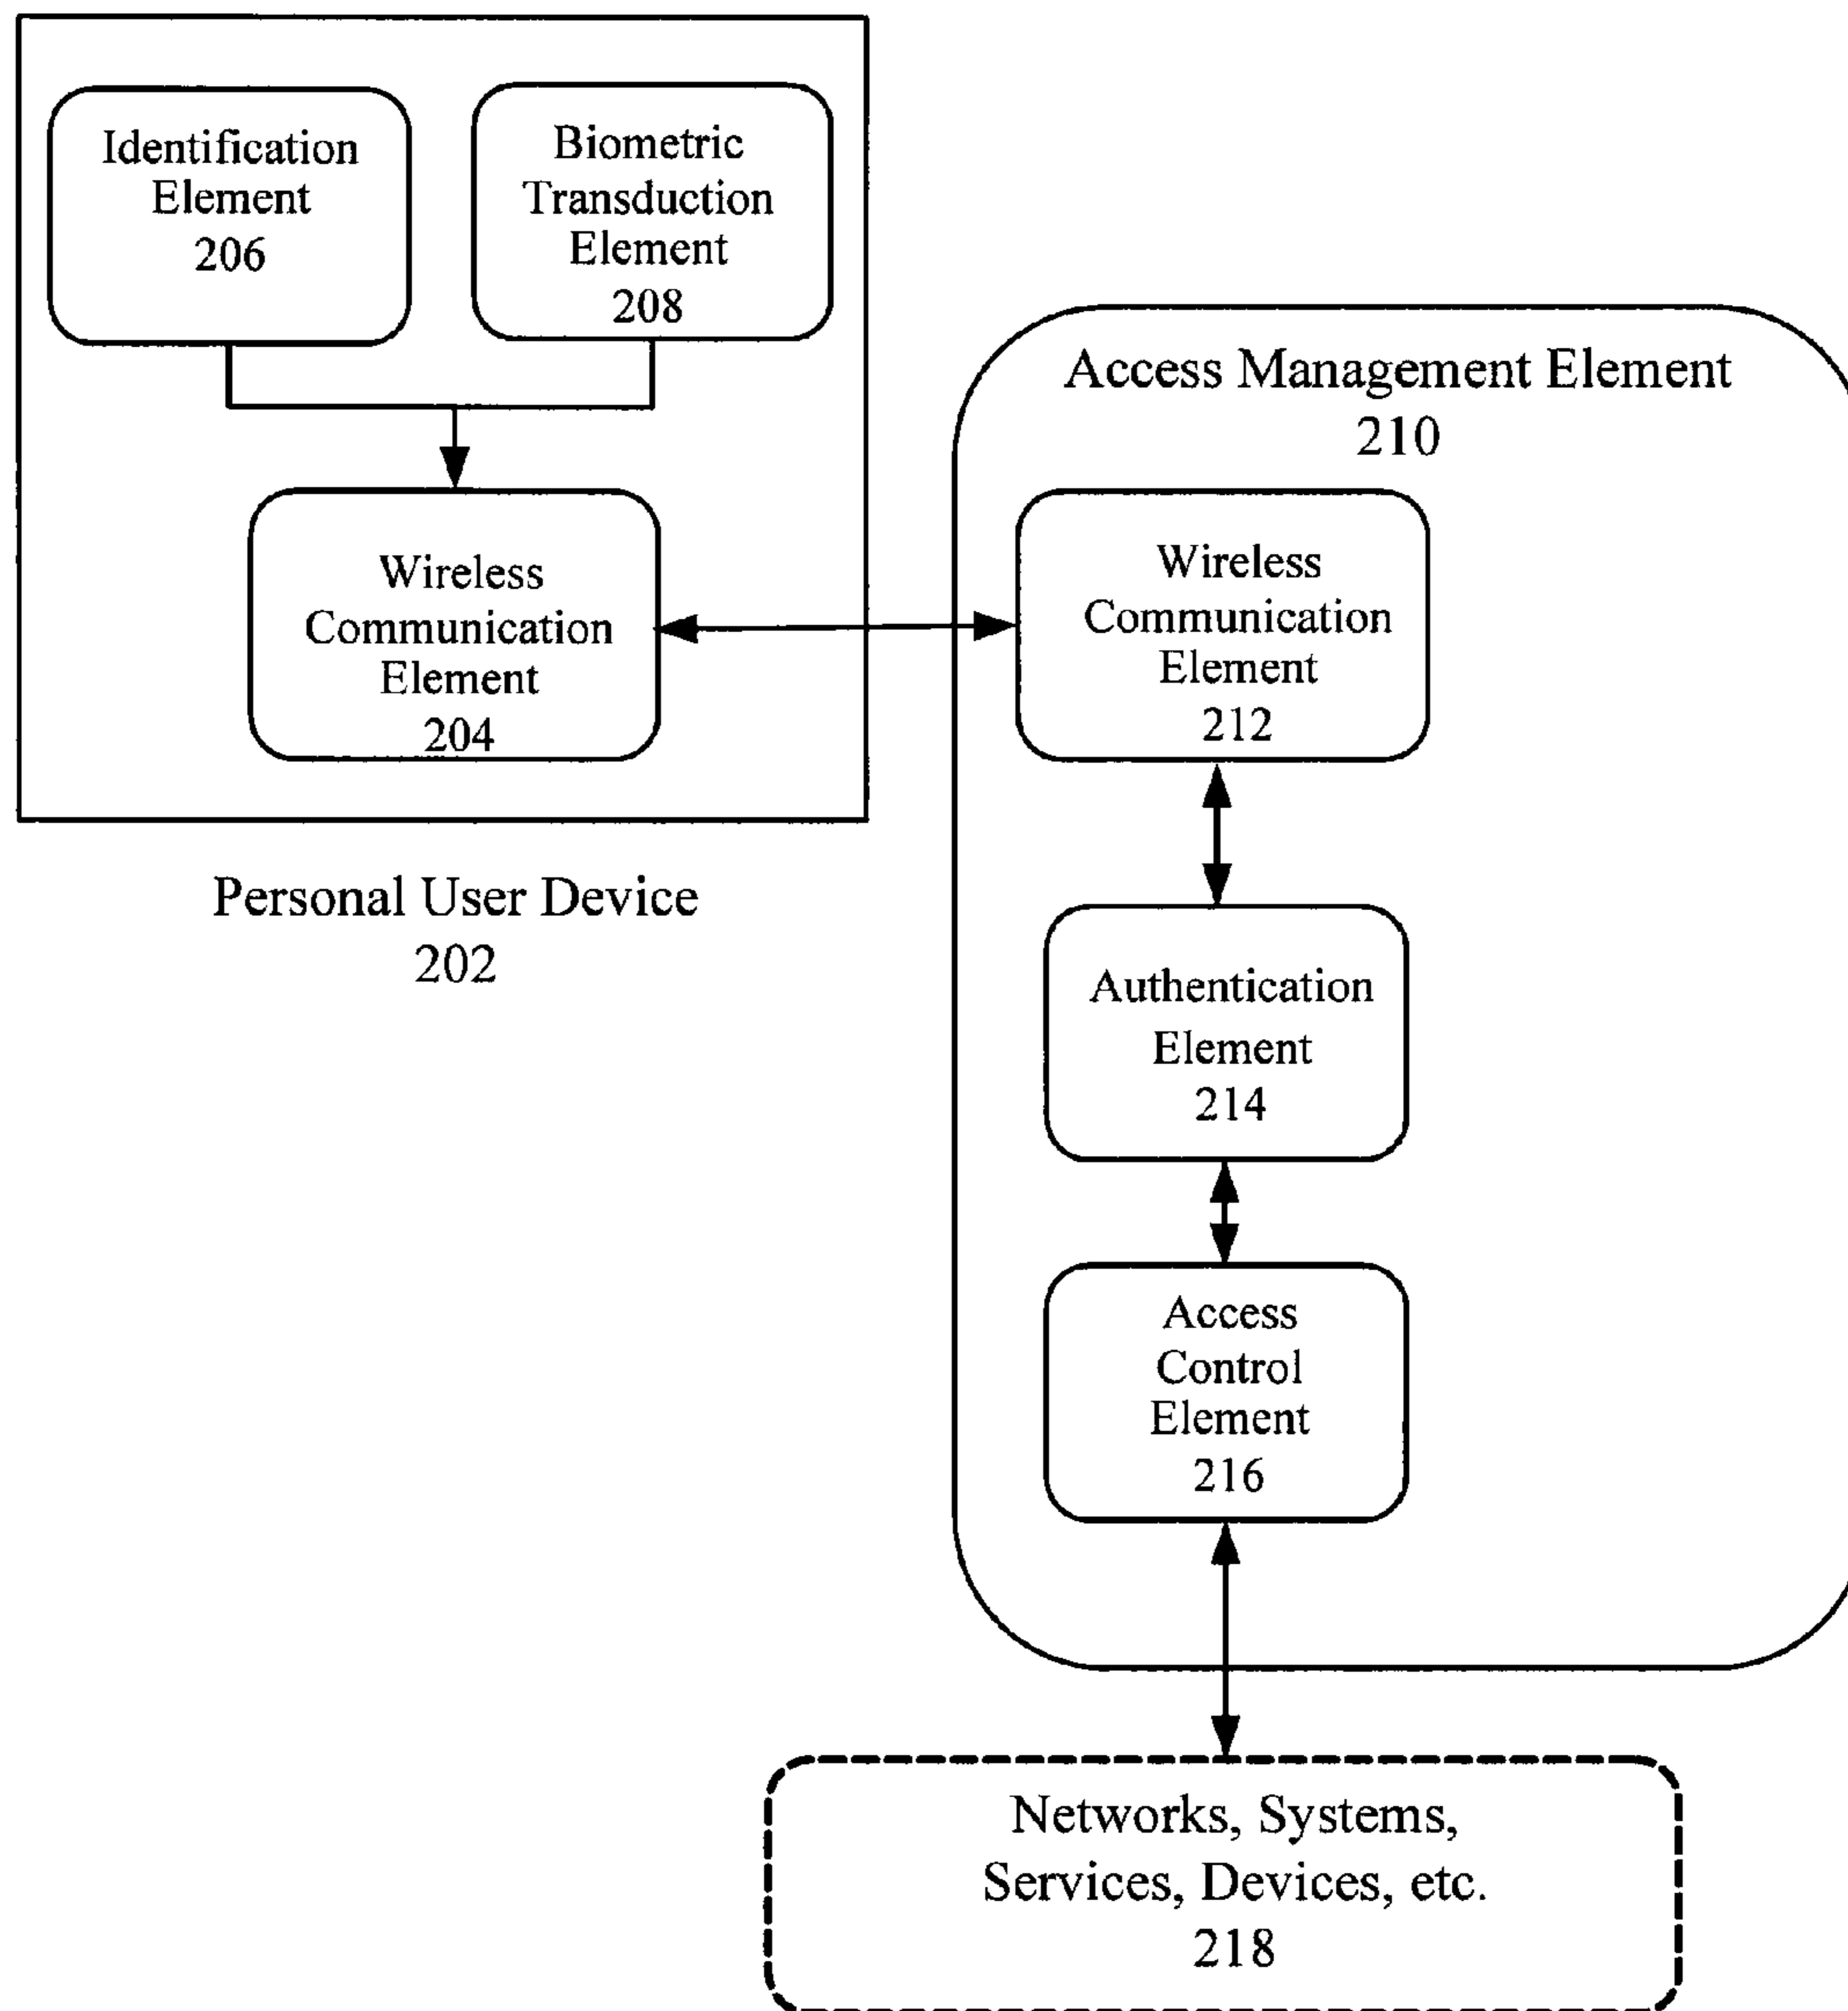 Identification
Element
206
Biometric
Transduction
Element
208
Wireless
Communication
Element
204
Personal User Device
202
Access Management Element
210
Wireless
Communication
Element
212
Authentication
Element
214
Access
Control
Element
216
Networks, Systems,
Services, Devices, etc.
218